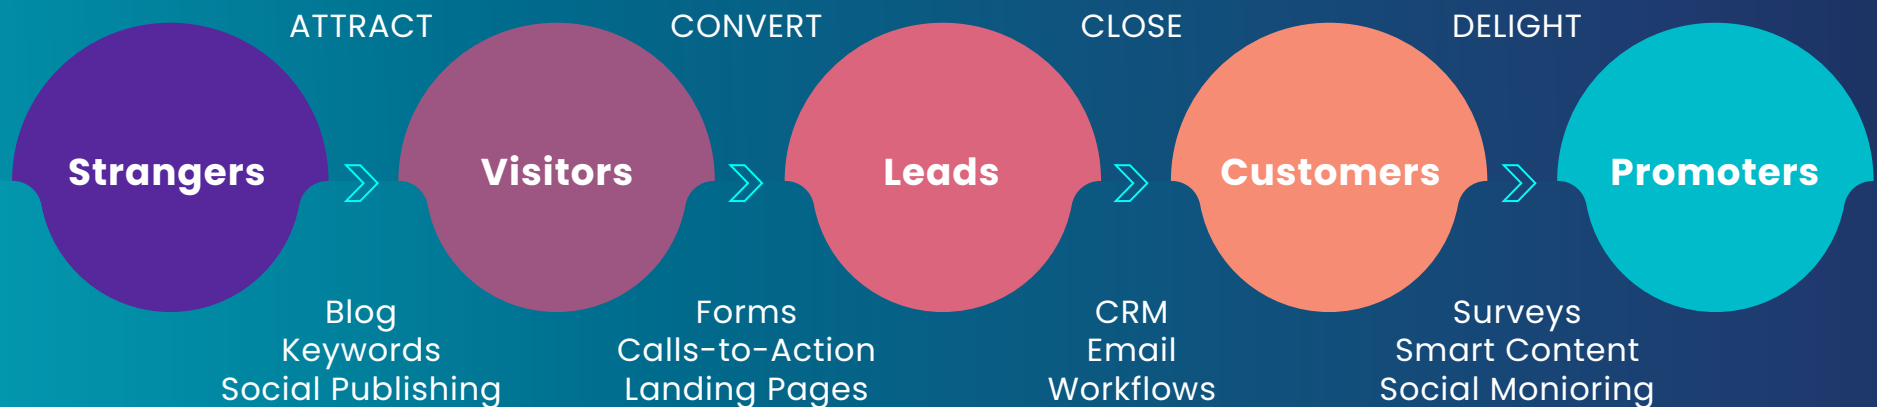 ATTRACT
CONVERT
CLOSE
DELIGHT
Strangers
Visitors
Leads
Customers
Promoters
Blog
Keywords
Social Publishing
Forms
Calls-to-Action
Landing Pages
CRM
Email
Workflows
Surveys
Smart Content
Social Monioring